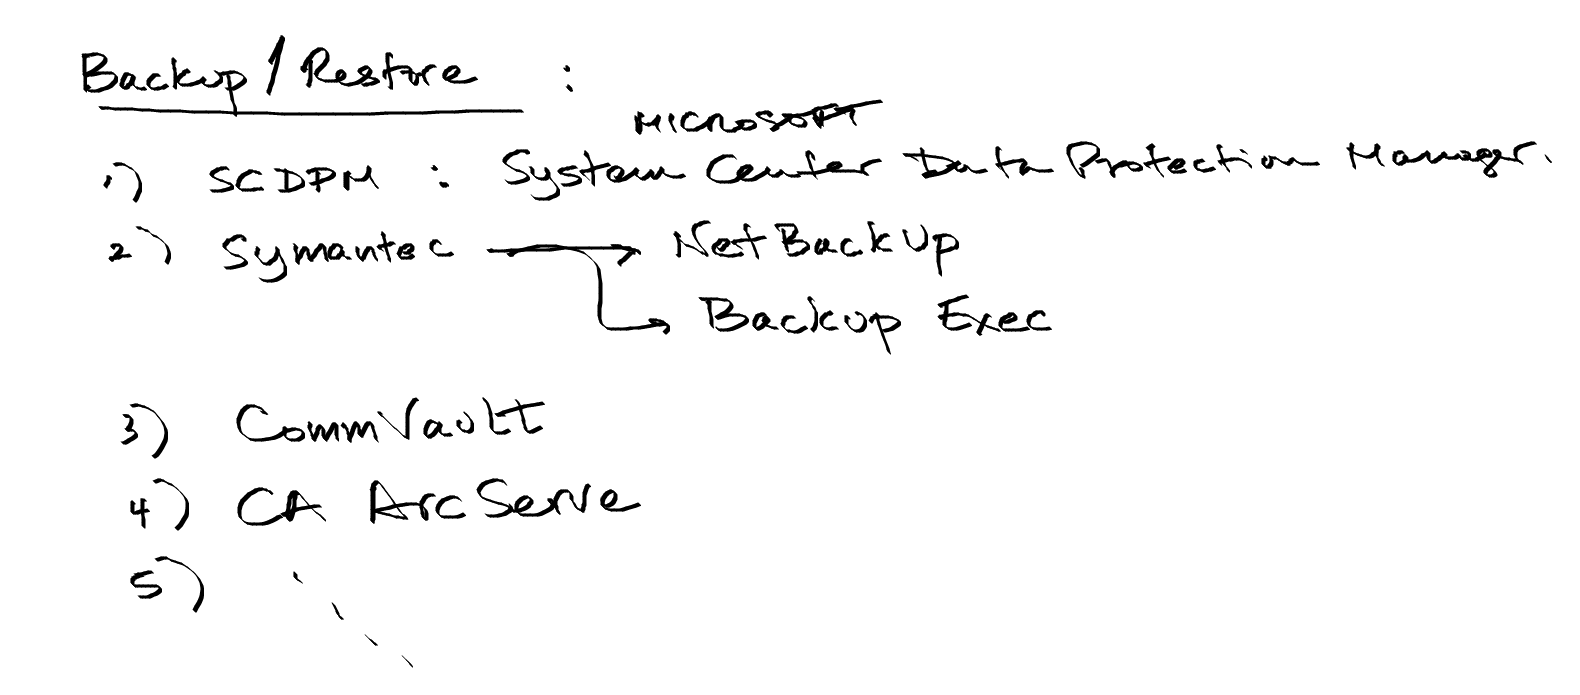 Backup / Restore :
MICROSOFT
1) SCDPM : System Center Data Protection Manager.
2) Symantec → NetBackUp
→ Backup Exec
3) CommVault
4) CA ArcServe
5)